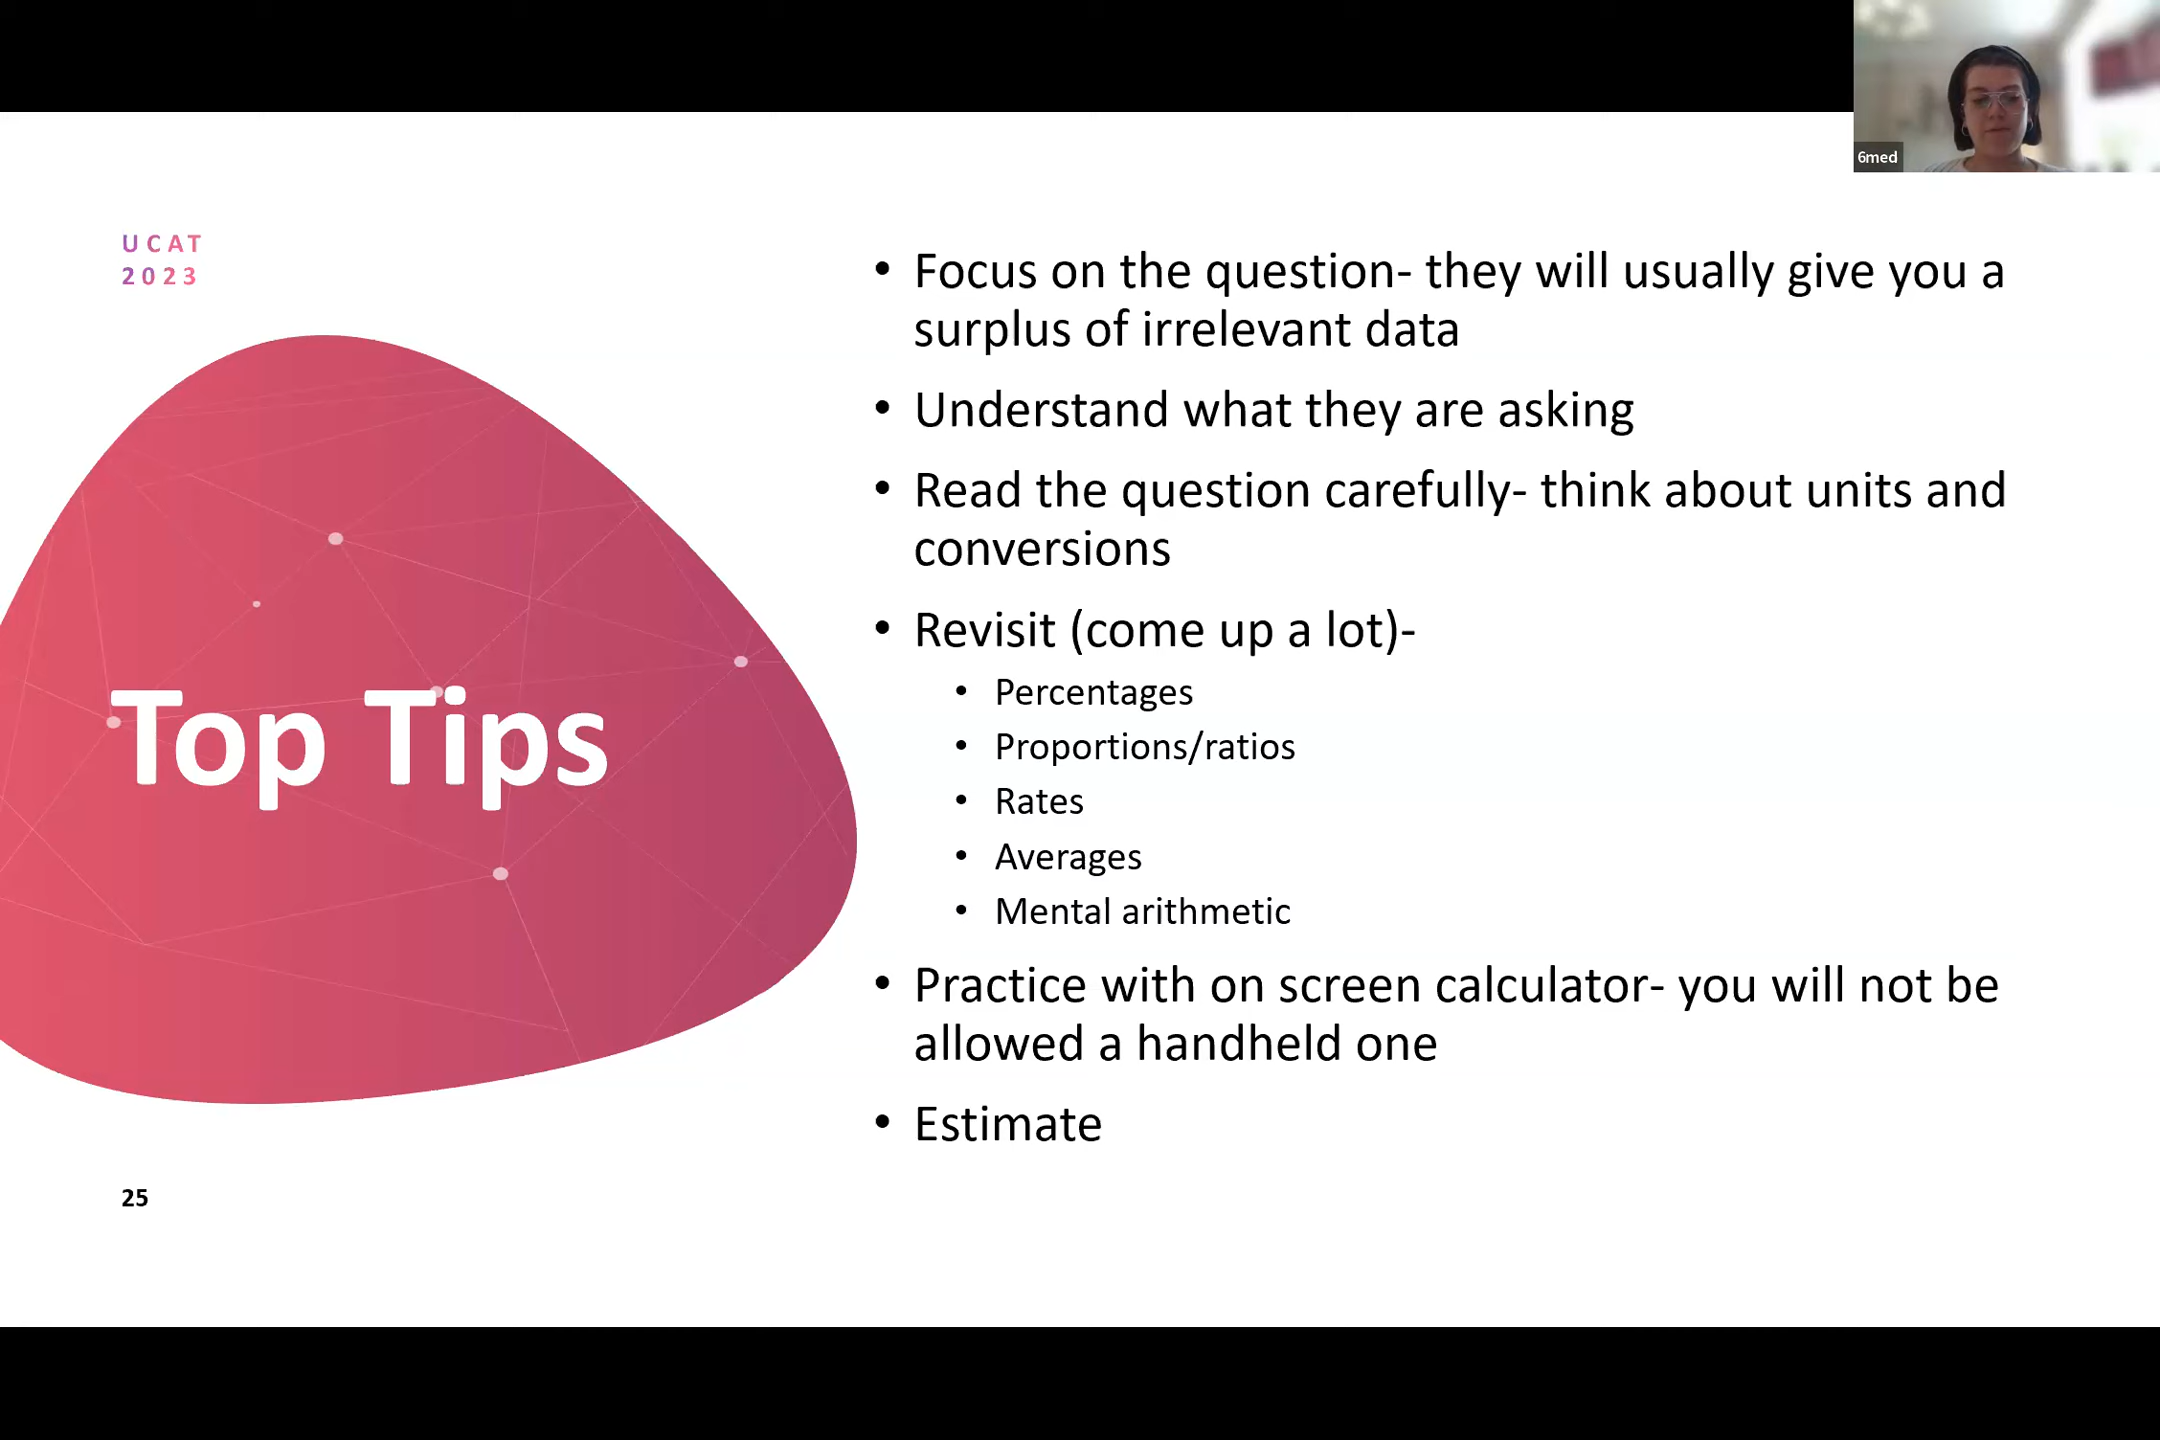 6med
UCAT
2023
Top Tips
• Focus on the question- they will usually give you a
surplus of irrelevant data
• Understand what they are asking
• Read the question carefully- think about units and
conversions
• Revisit (come up a lot)-
• Percentages
• Proportions/ratios
• Rates
• Averages
• Mental arithmetic
• Practice with on screen calculator- you will not be
allowed a handheld one
• Estimate
25